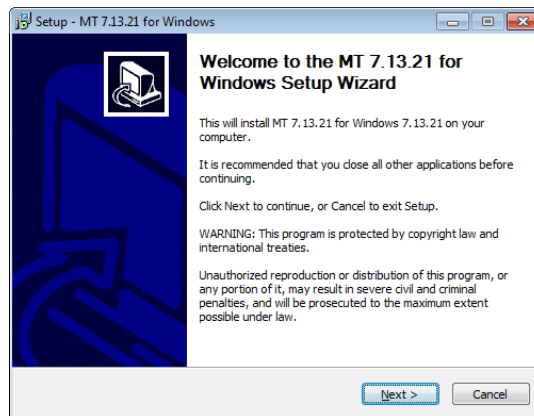 Setup - MT 7.13.21 for Windows
Welcome to the MT 7.13.21 for
Windows Setup Wizard
This will install MT 7.13.21 for Windows 7.13.21 on your
computer.
It is recommended that you close all other applications before
continuing.
Click Next to continue, or Cancel to exit Setup.
WARNING: This program is protected by copyright law and
international treaties.
Unauthorized reproduction or distribution of this program, or
any portion of it, may result in severe civil and criminal
penalties, and will be prosecuted to the maximum extent
possible under law.
Next >
Cancel